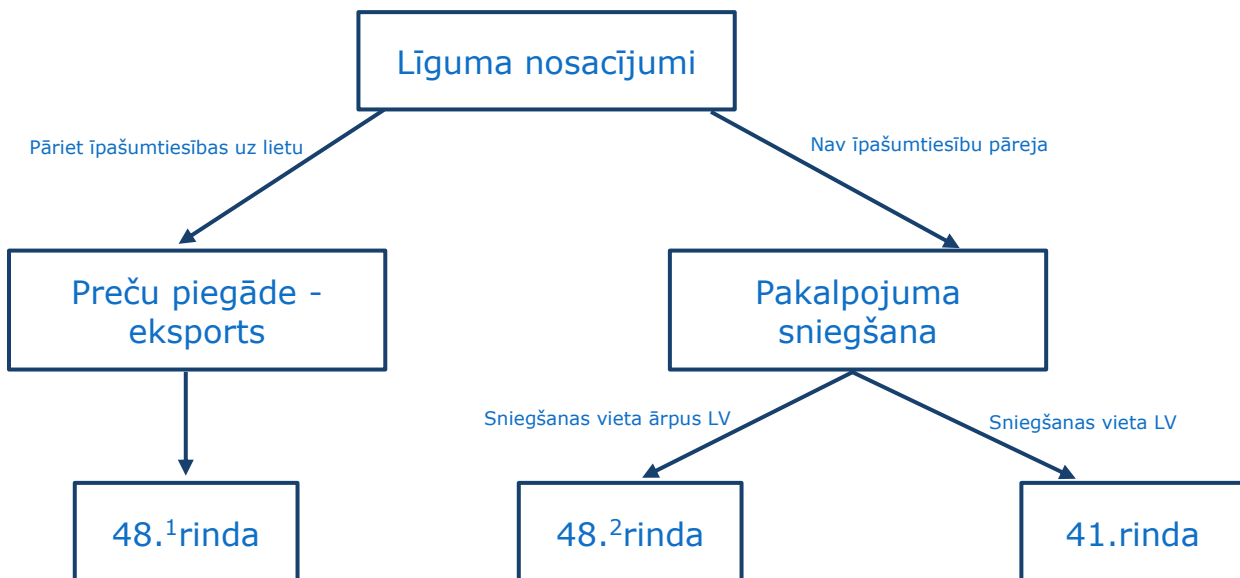 Līguma nosacījumi
Pāriet īpašumtiesības uz lietu
Nav īpašumtiesību pāreja
Preču piegāde -
eksports
Pakalpojuma
sniegšana
Sniegšanas vieta ārpus LV
Sniegšanas vieta LV
48.¹rinda
48.²rinda
41.rinda